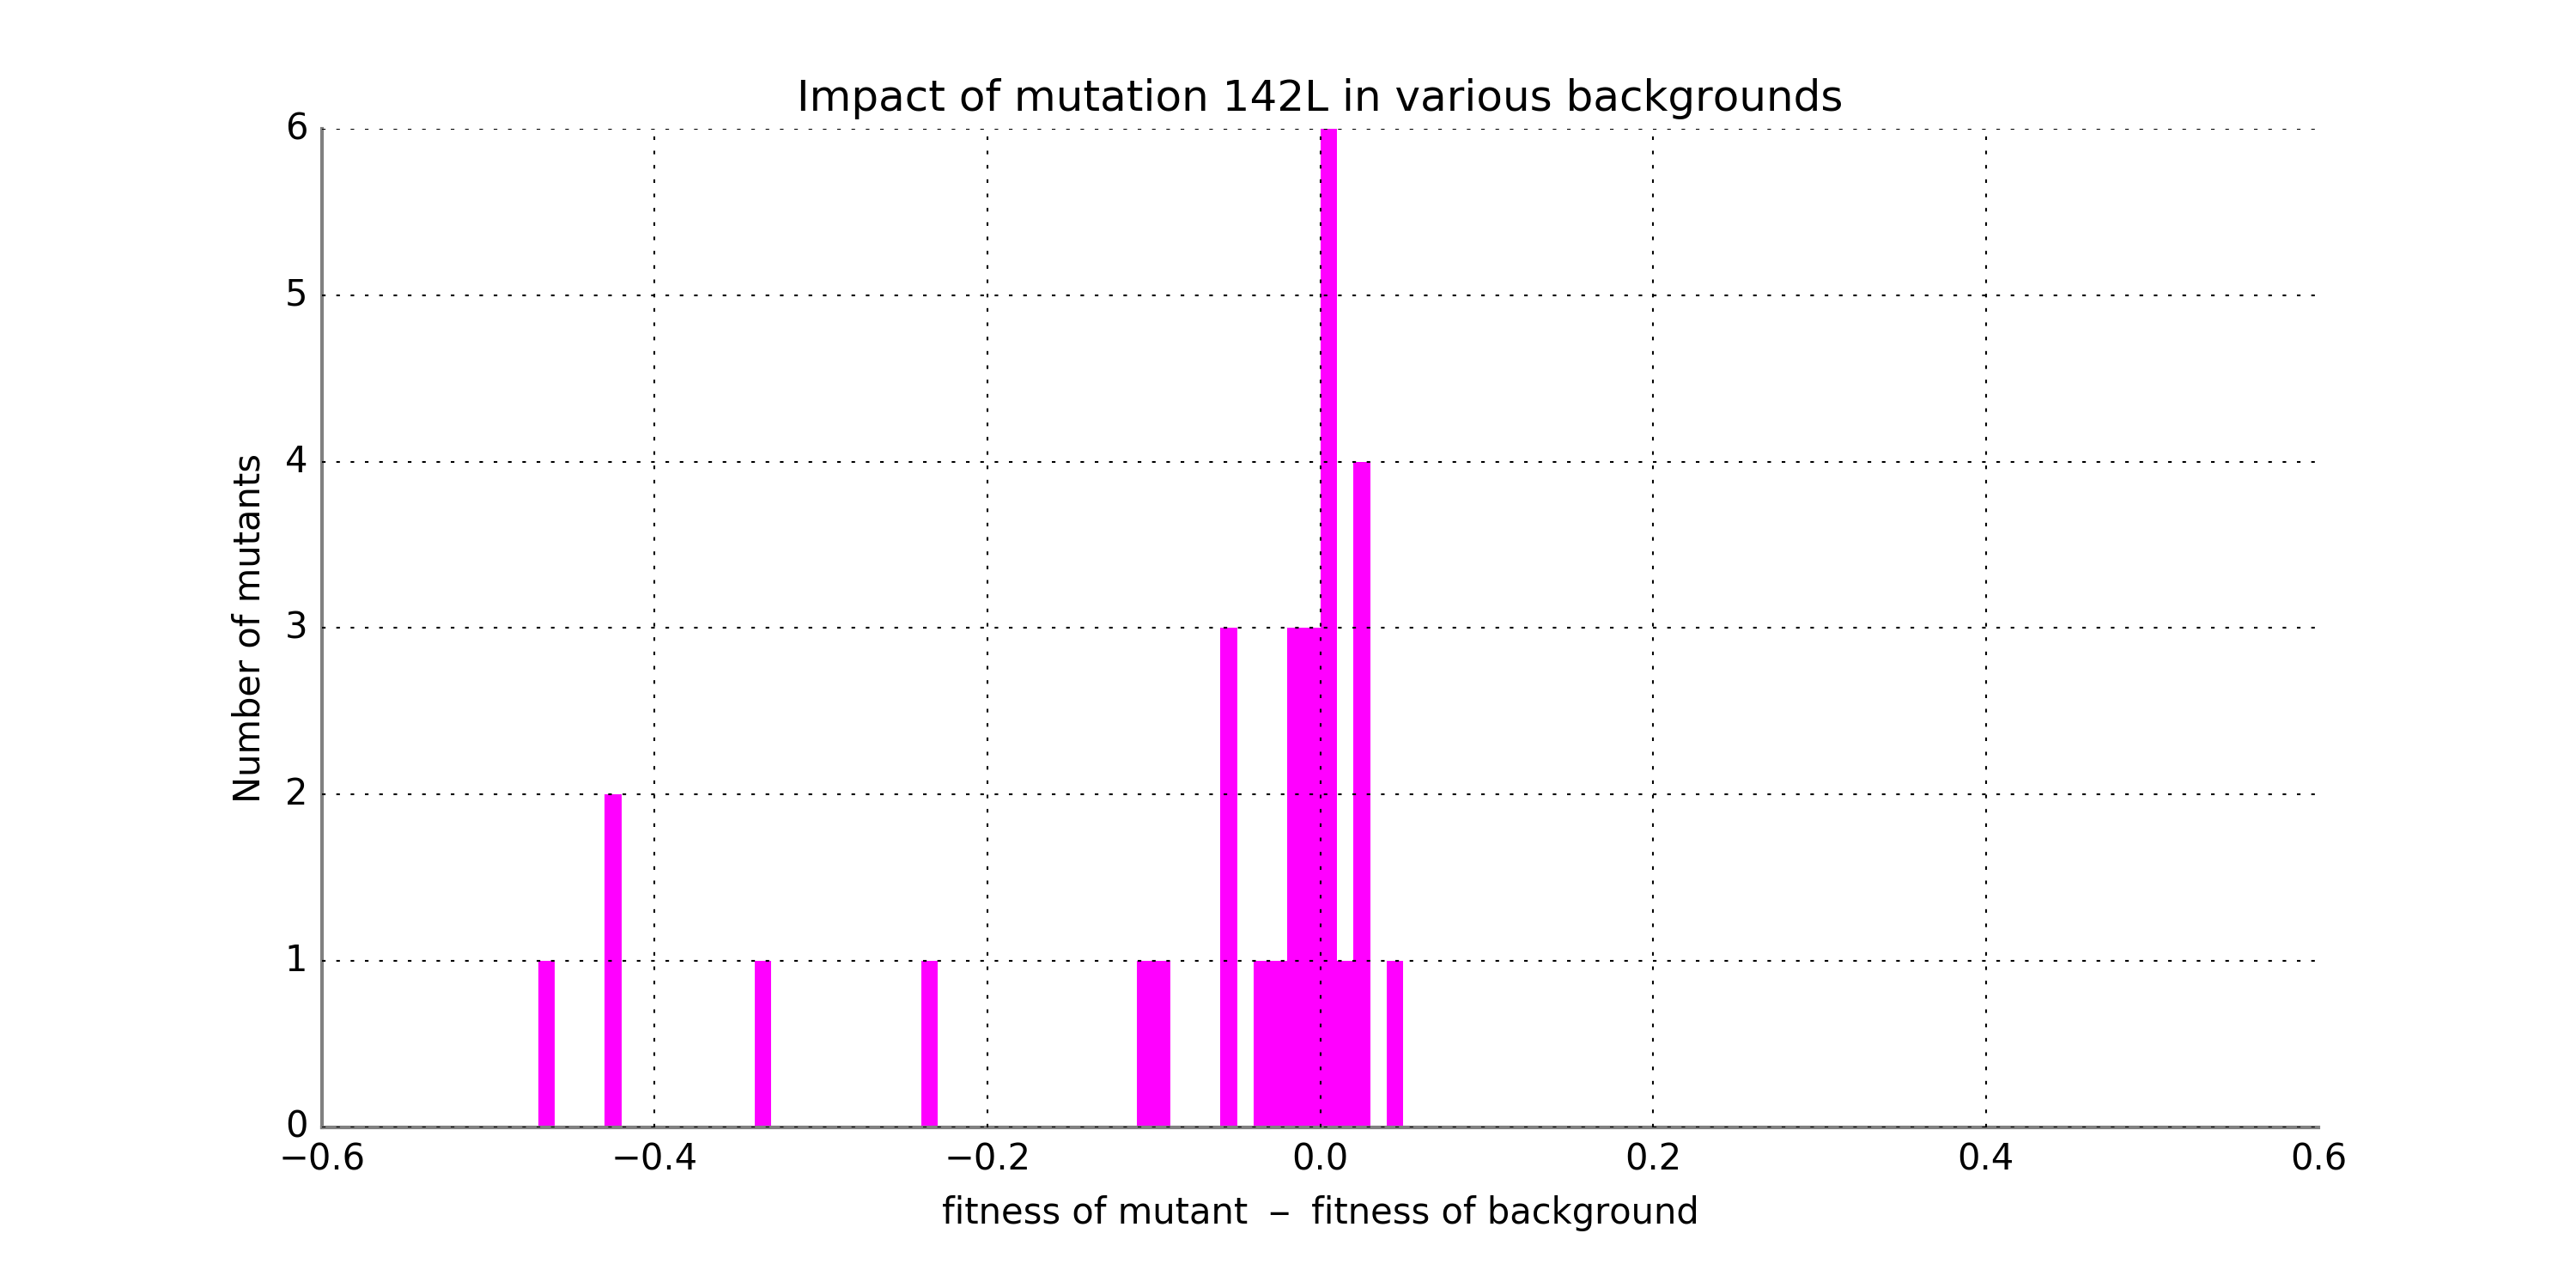 Impact of mutation 142L in various backgrounds
6
5
4
3
2
1
0
Number of mutants
−0.6 −0.4 −0.2 0.0 0.2 0.4 0.6
fitness of mutant − fitness of background